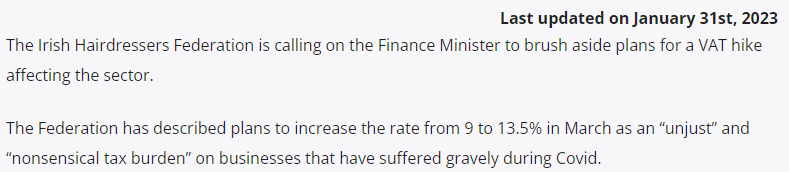 Last updated on January 31st, 2023
The Irish Hairdressers Federation is calling on the Finance Minister to brush aside plans for a VAT hike
affecting the sector.
The Federation has described plans to increase the rate from 9 to 13.5% in March as an “unjust” and
“nonsensical tax burden” on businesses that have suffered gravely during Covid.